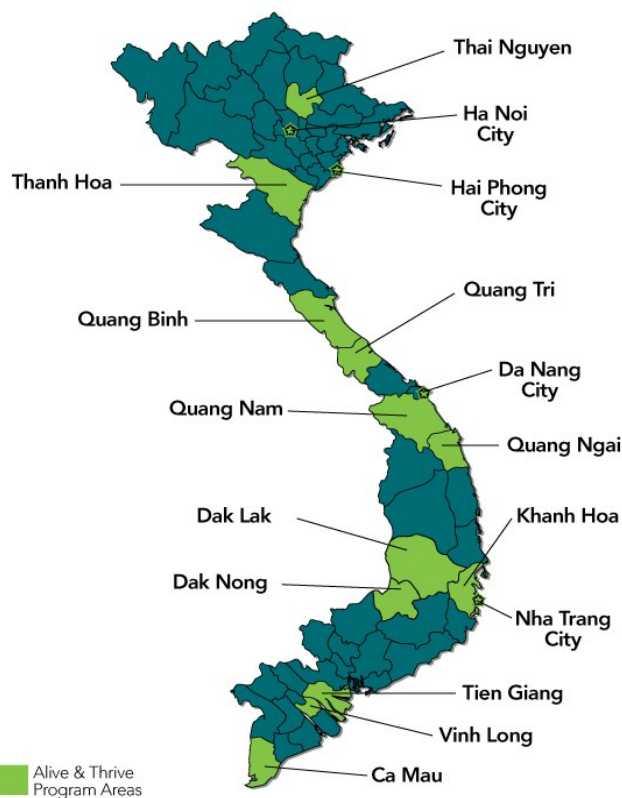 Thai Nguyen
Ha Noi
City
Thanh Hoa
Hai Phong
City
Quang Tri
Quang Binh
Da Nang
City
Quang Nam
Quang Ngai
Dak Lak
Khanh Hoa
Dak Nong
Nha Trang
City
Tien Giang
Vinh Long
Ca Mau
Alive & Thrive
Program Areas